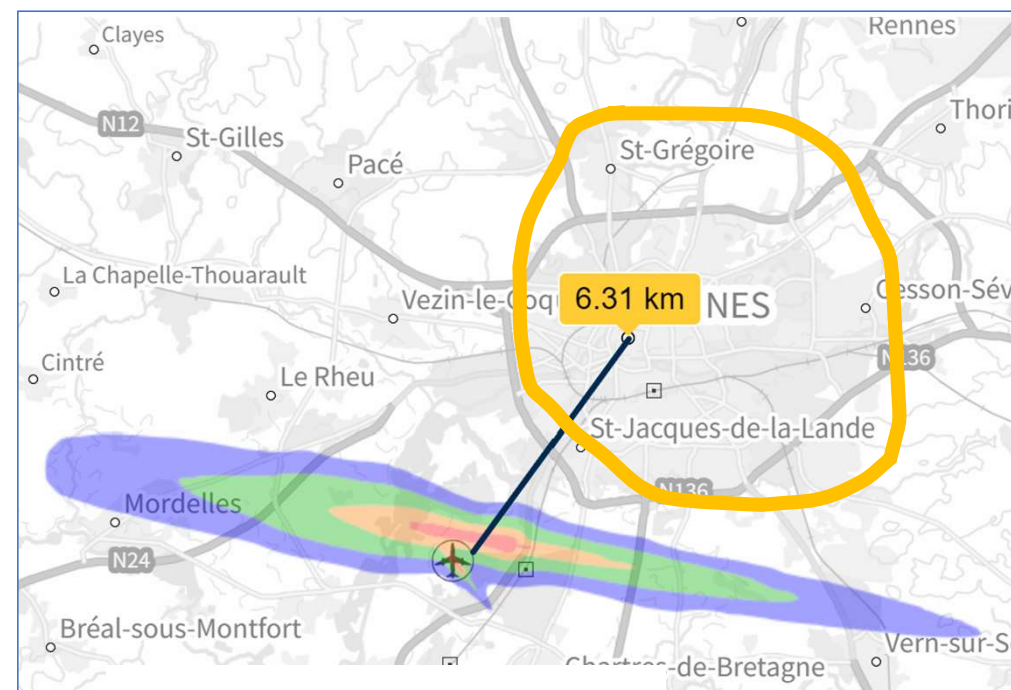 Clayes
Rennes
Thori
N12
St-Gilles
St-Grégoire
Pacé
La Chapelle-Thouarault
Vezin-le-Coq
6.31 km
NES
Cesson-Sév
Cintré
N136
Le Rheu
St-Jacques-de-la-Lande
N136
Mordelles
N24
Bréal-sous-Montfort
Vern-sur-S
Chartres-de-Bretagne